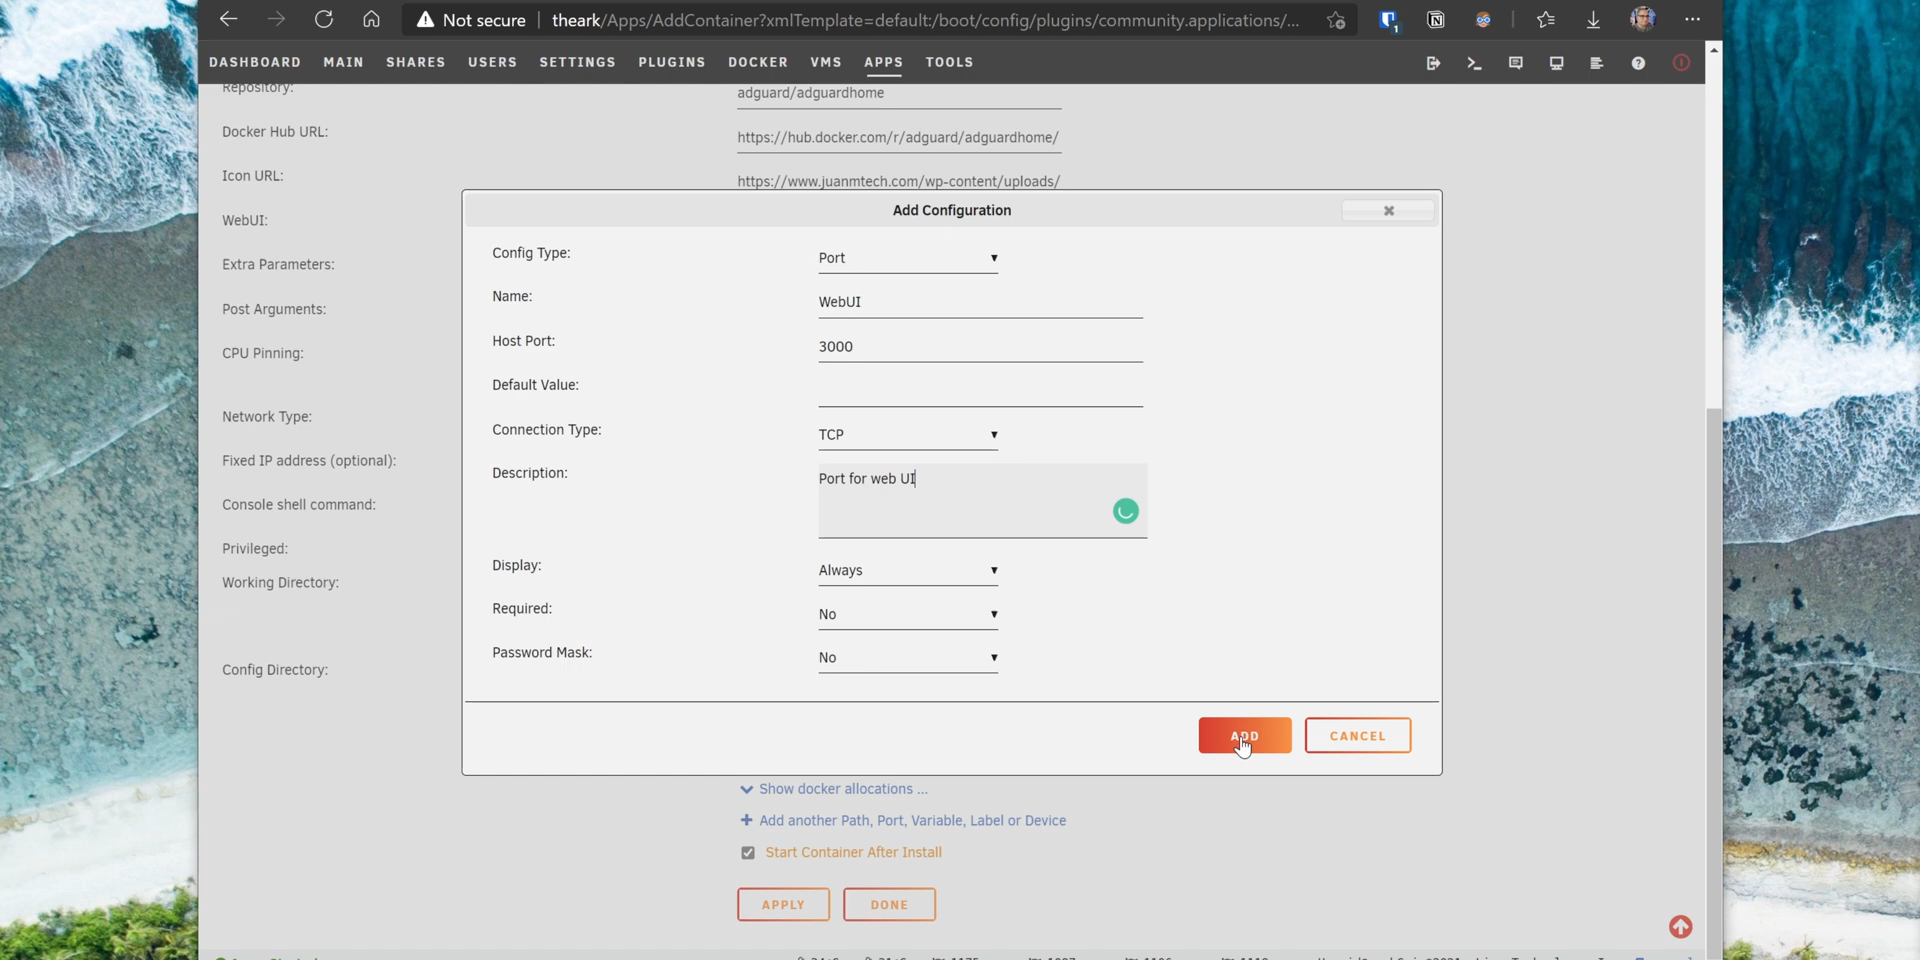 Not secure | theark/Apps/AddContainer?xmlTemplate=default:/boot/config/plugins/community.applications/...
1
DASHBOARD MAIN SHARES USERS SETTINGS PLUGINS DOCKER VMS APPS TOOLS
Repository: adguard/adguardhome
Docker Hub URL: https://hub.docker.com/r/adguard/adguardhome/
Icon URL: https://www.juanmtech.com/wp-content/uploads/
WebUI:
Extra Parameters:
Post Arguments:
CPU Pinning:
Network Type:
Fixed IP address (optional):
Console shell command:
Privileged:
Working Directory:
Config Directory:
Add Configuration
Config Type: Port
Name: WebUI
Host Port: 3000
Default Value:
Connection Type: TCP
Description: Port for web UI
Display: Always
Required: No
Password Mask: No
ADD CANCEL
Show docker allocations ...
Add another Path, Port, Variable, Label or Device
Start Container After Install
APPLY DONE